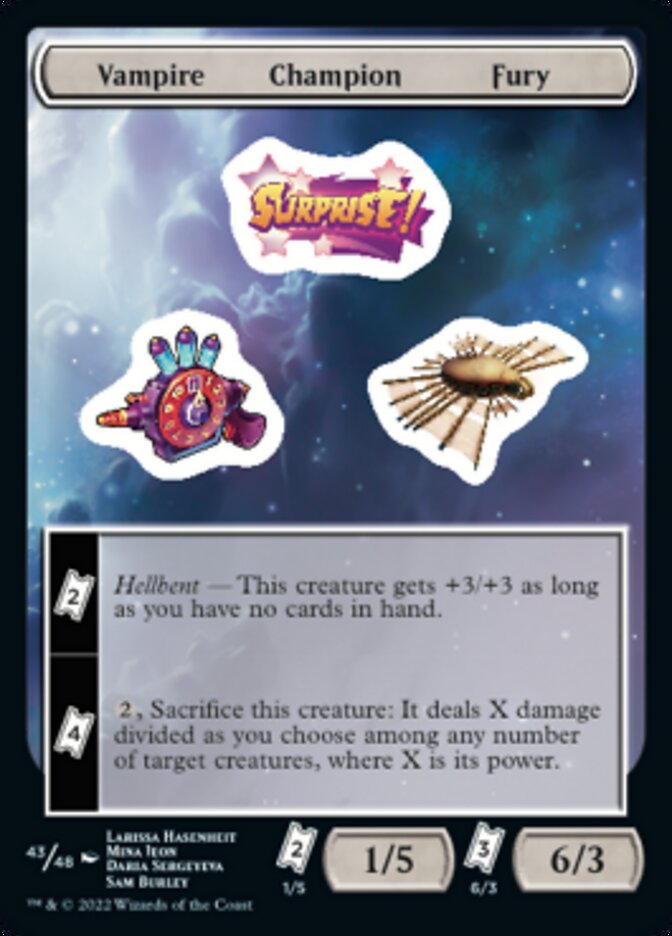 Vampire Champion Fury
SURPRISE!
2
Hellbent — This creature gets +3/+3 as long
as you have no cards in hand.
4
2, Sacrifice this creature: It deals X damage
divided as you choose among any number
of target creatures, where X is its power.
43/48
Larissa Hasenheit
Mina Jeon
Daria Sergeyeva
Sam Burley
2
1/5
1/5
3
6/3
6/3
™ & © 2022 Wizards of the Coast